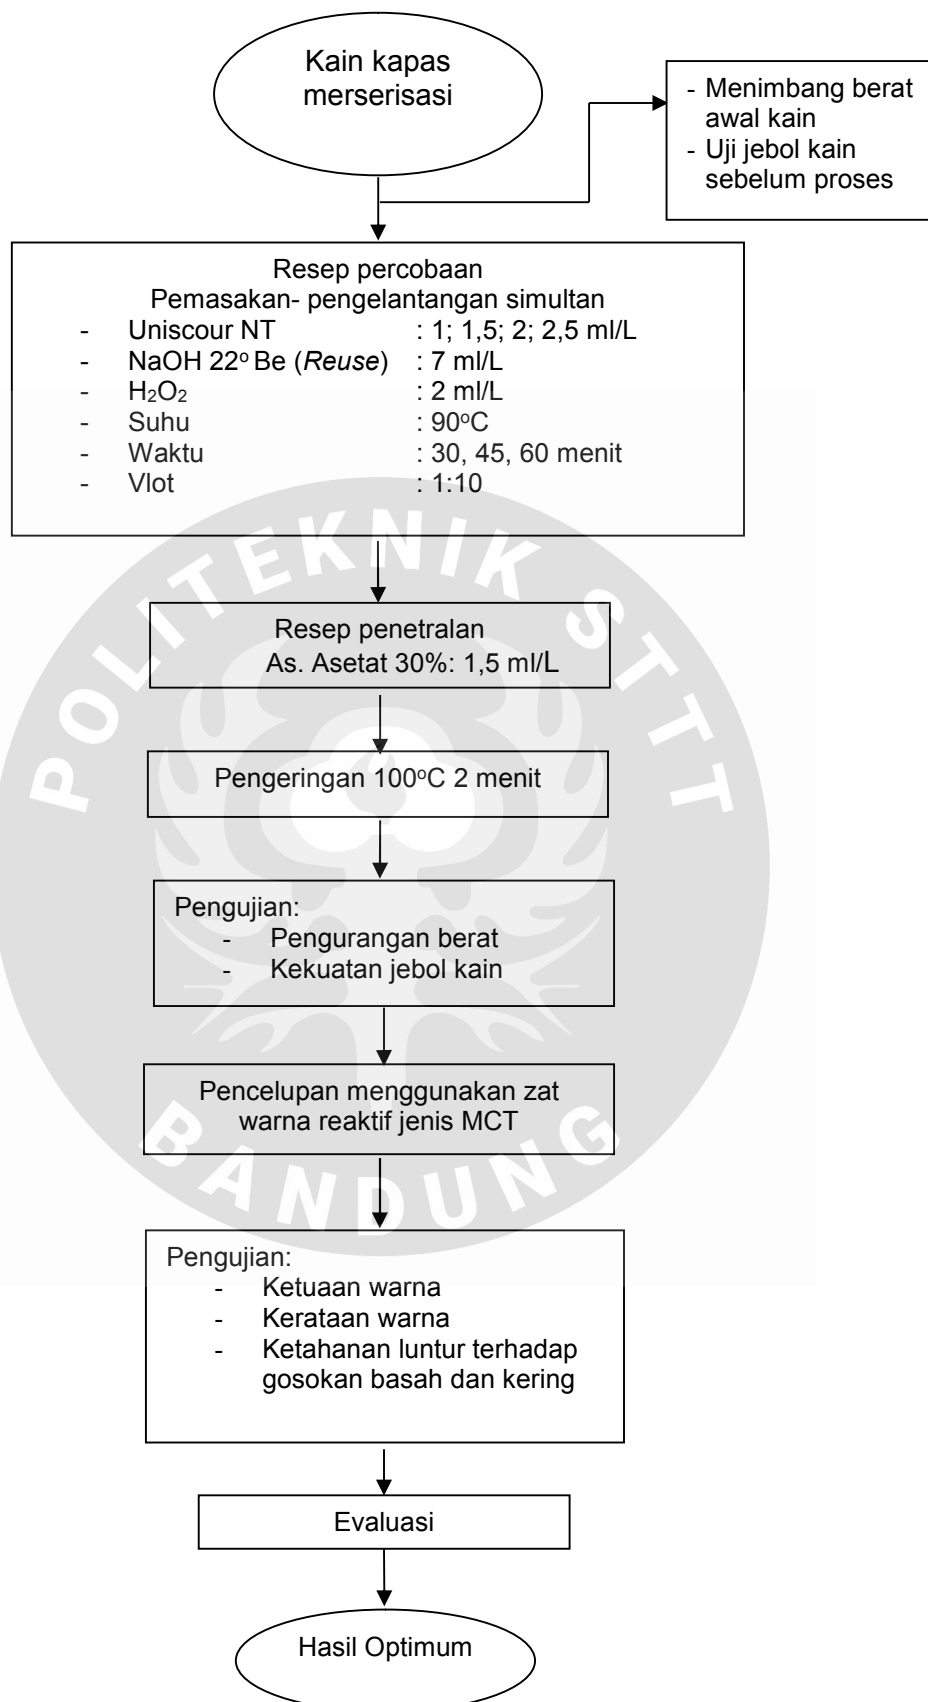 Kain kapas
merserisasi
- Menimbang berat
awal kain
- Uji jebol kain
sebelum proses
Resep percobaan
Pemasakan- pengelantangan simultan
- Uniscour NT : 1; 1,5; 2; 2,5 ml/L
- NaOH 22º Be (Reuse) : 7 ml/L
- H₂O₂ : 2 ml/L
- Suhu : 90ºC
- Waktu : 30, 45, 60 menit
- Vlot : 1:10
Resep penetralan
As. Asetat 30%: 1,5 ml/L
Pengeringan 100ºC 2 menit
Pengujian:
- Pengurangan berat
- Kekuatan jebol kain
Pencelupan menggunakan zat
warna reaktif jenis MCT
Pengujian:
- Ketuaan warna
- Kerataan warna
- Ketahanan luntur terhadap
gosokan basah dan kering
Evaluasi
Hasil Optimum
POLITEKNIK STTT
BANDUNG